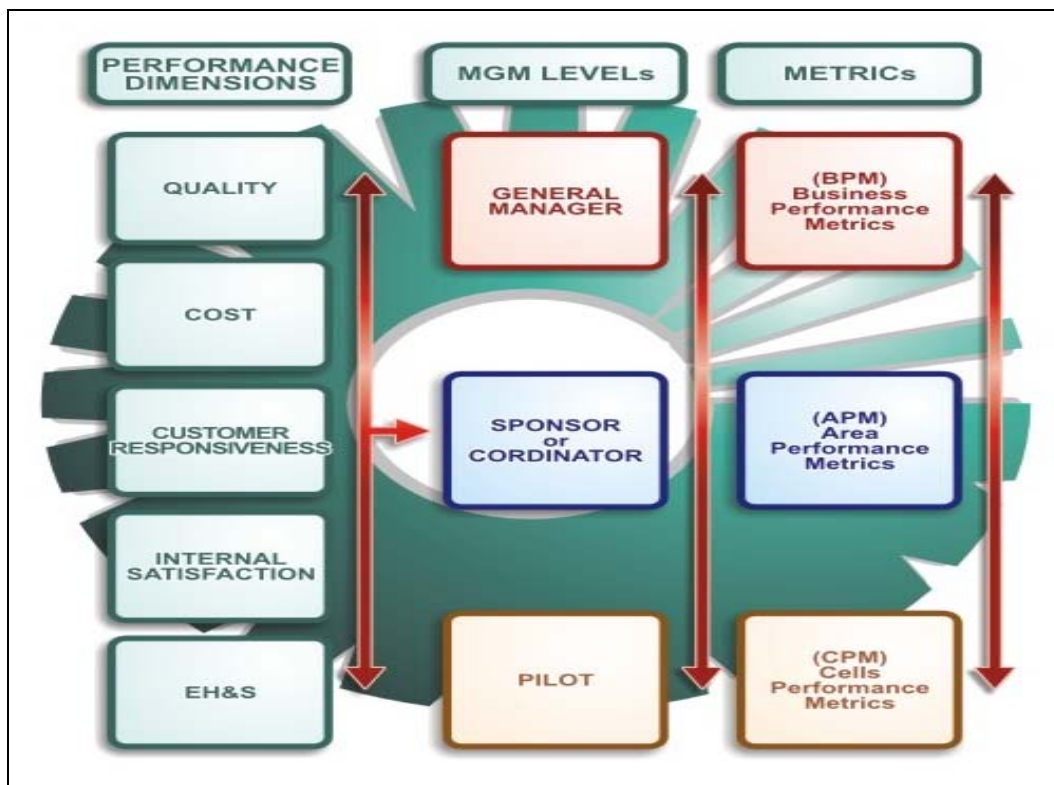 PERFORMANCE
DIMENSIONS
MGM LEVELs
METRICs
QUALITY
COST
CUSTOMER
RESPONSIVENESS
INTERNAL
SATISFACTION
EH&S
GENERAL
MANAGER
SPONSOR
or
CORDINATOR
PILOT
(BPM)
Business
Performance
Metrics
(APM)
Area
Performance
Metrics
(CPM)
Cells
Performance
Metrics